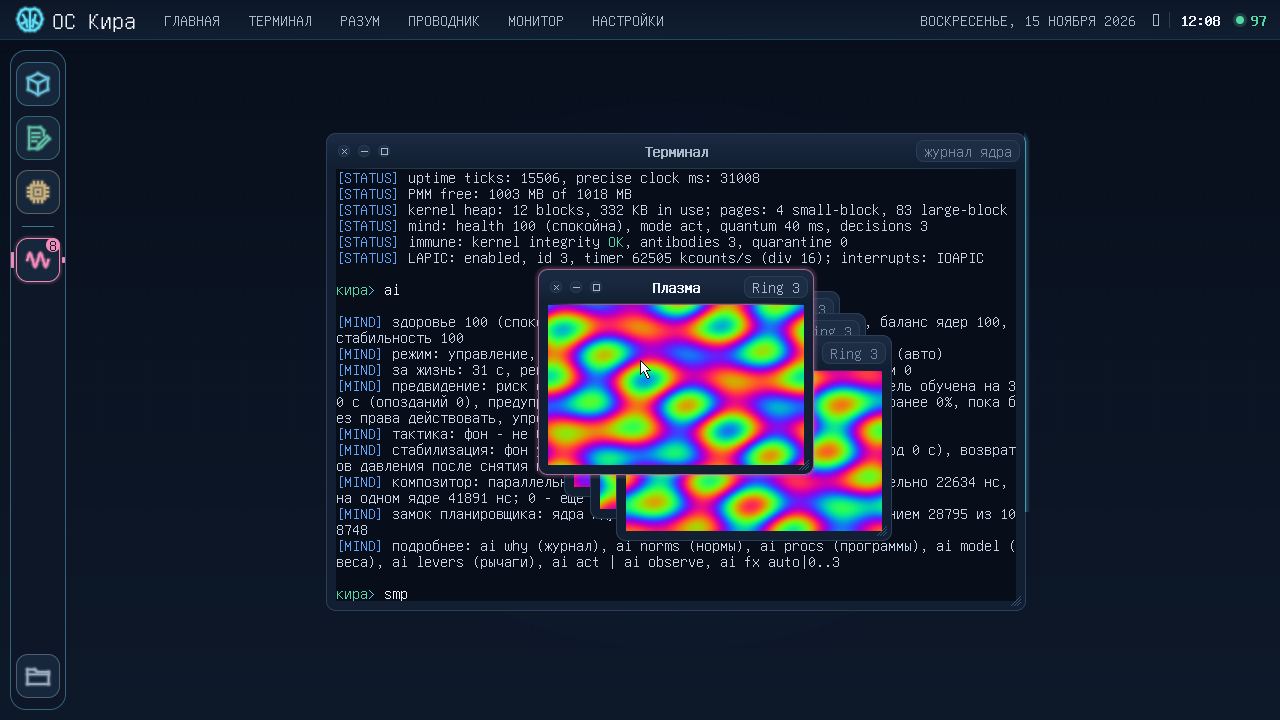 ОС Кира ГЛАВНАЯ ТЕРМИНАЛ РАЗУМ ПРОВОДНИК МОНИТОР НАСТРОЙКИ ВОСКРЕСЕНЬЕ, 15 НОЯБРЯ 2026 12:08 97
8
Терминал журнал ядра
[STATUS] uptime ticks: 15506, precise clock ms: 31008
[STATUS] PMM free: 1003 MB of 1018 MB
[STATUS] kernel heap: 12 blocks, 332 KB in use; pages: 4 small-block, 83 large-block
[STATUS] mind: health 100 (спокойна), mode act, quantum 40 ms, decisions 3
[STATUS] immune: kernel integrity OK, antibodies 3, quarantine 0
[STATUS] LAPIC: enabled, id 3, timer 62505 kcounts/s (div 16); interrupts: IOAPIC
кира> ai
Плазма Ring 3
Ring 3
[MIND] здоровье 100 , баланс ядер 100,
стабильность 100
[MIND] режим: управление, (авто)
[MIND] за жизнь: 31 с, 0
[MIND] предвидение: риск обучена на 3
0 с (опозданий 0), ранее 0%, пока б
ез права действовать,
[MIND] тактика: фон - не
[MIND] стабилизация: фон 0 с), возврат
ов давления после снятия
[MIND] композитор: 22634 нс,
на одном ядре 41891 нс; 0 - еще
[MIND] замок планировщика: ядра 28795 из 10
8748
[MIND] подробнее: ai why (журнал), ai norms (нормы), ai procs (программы), ai model (
веса), ai levers (рычаги), ai act | ai observe, ai fx auto|0..3
кира> smp